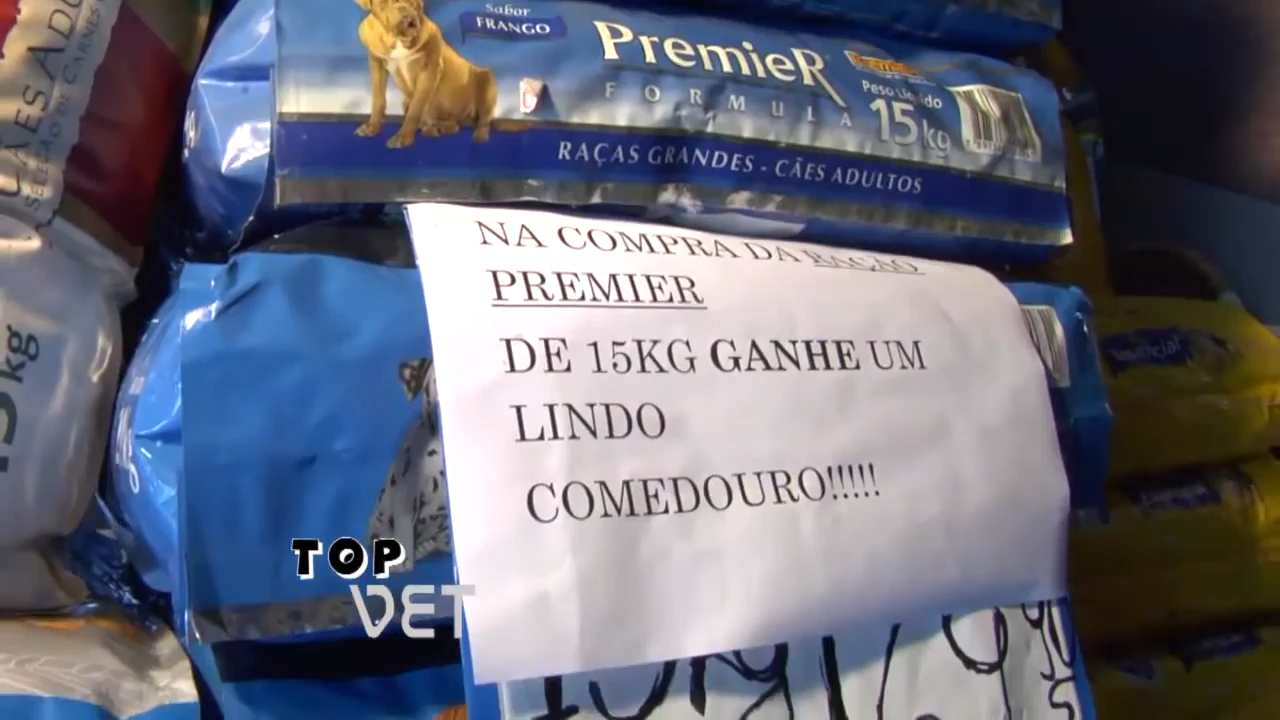 Sabor
FRANGO
PremieR
FORMULA
Peso Líquido
15kg
RAÇAS GRANDES - CÃES ADULTOS
NA COMPRA DA RAÇÃO
PREMIER
DE 15KG GANHE UM
LINDO
COMEDOURO!!!!!
TOP
VET
kg